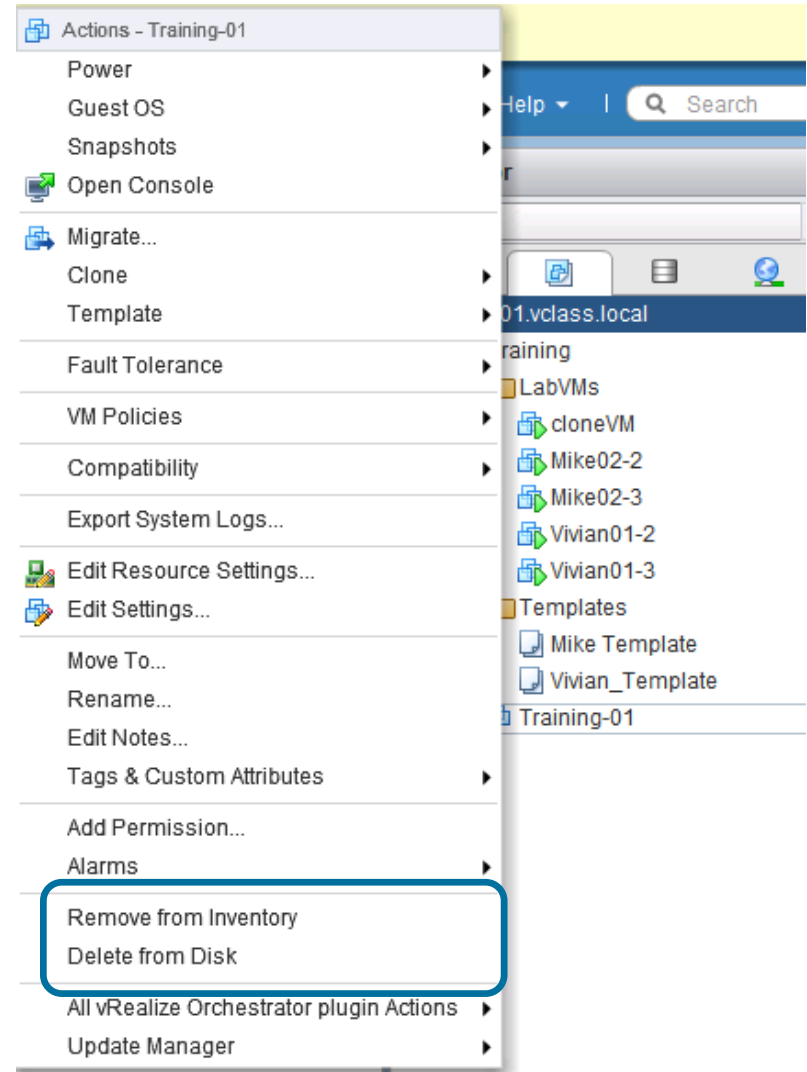 Actions - Training-01
Power
Guest OS
Snapshots
Open Console
Migrate...
Clone
Template
Fault Tolerance
VM Policies
Compatibility
Export System Logs...
Edit Resource Settings...
Edit Settings...
Move To...
Rename...
Edit Notes...
Tags & Custom Attributes
Add Permission...
Alarms
Remove from Inventory
Delete from Disk
All vRealize Orchestrator plugin Actions
Update Manager
Help
Search
r
01.vclass.local
raining
LabVMs
cloneVM
Mike02-2
Mike02-3
Vivian01-2
Vivian01-3
Templates
Mike Template
Vivian_Template
Training-01